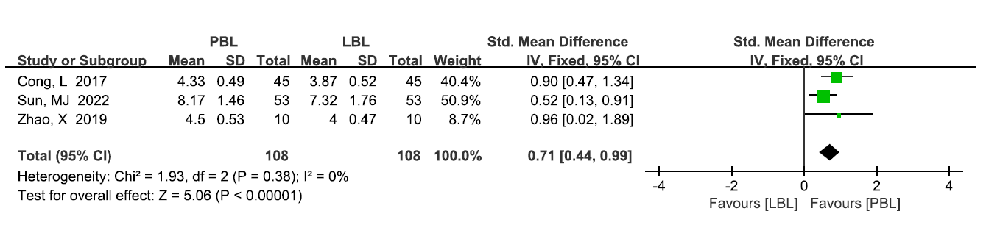 PBL LBL Std. Mean Difference Std. Mean Difference
Study or Subgroup Mean SD Total Mean SD Total Weight IV, Fixed, 95% CI IV, Fixed, 95% CI
Cong, L 2017 4.33 0.49 45 3.87 0.52 45 40.4% 0.90 [0.47, 1.34]
Sun, MJ 2022 8.17 1.46 53 7.32 1.76 53 50.9% 0.52 [0.13, 0.91]
Zhao, X 2019 4.5 0.53 10 4 0.47 10 8.7% 0.96 [0.02, 1.89]
Total (95% CI) 108 108 100.0% 0.71 [0.44, 0.99]
Heterogeneity: Chi² = 1.93, df = 2 (P = 0.38); I² = 0%
Test for overall effect: Z = 5.06 (P < 0.00001)
-4 -2 0 2 4
Favours [LBL] Favours [PBL]